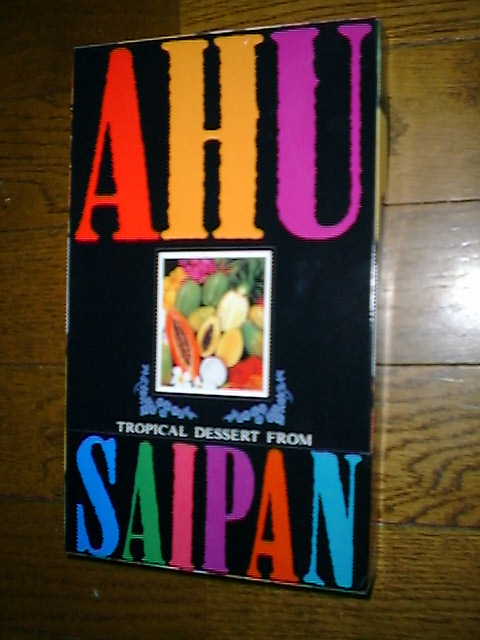 AHU
TROPICAL DESSERT FROM
SAIPAN